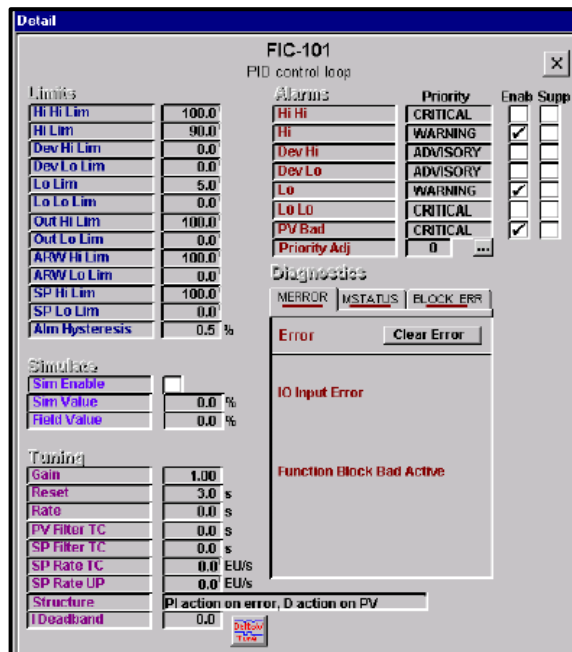 Detail
FIC-101
PID control loop
Limits
Hi Hi Lim 100.0
Hi Lim 90.0
Dev Hi Lim 0.0
Dev Lo Lim 0.0
Lo Lim 5.0
Lo Lo Lim 0.0
Out Hi Lim 100.0
Out Lo Lim 0.0
ARW Hi Lim 100.0
ARW Lo Lim 0.0
SP Hi Lim 100.0
SP Lo Lim 0.0
Alm Hysteresis 0.5 %
Simulate
Sim Enable
Sim Value 0.0 %
Field Value 0.0 %
Tuning
Gain 1.00
Reset 3.0 s
Rate 0.0 s
PV Filter TC 0.0 s
SP Filter TC 0.0 s
SP Rate TC 0.0 EU/s
SP Rate UP 0.0 EU/s
Structure PI action on error, D action on PV
I Deadband 0.0
DeltaV
Tune
Alarms Priority Enab Supp
Hi Hi CRITICAL
Hi WARNING
Dev Hi ADVISORY
Dev Lo ADVISORY
Lo WARNING
Lo Lo CRITICAL
PV Bad CRITICAL
Priority Adj 0 ...
Diagnostics
MERROR MSTATUS BLOCK_ERR
Error Clear Error
IO Input Error
Function Block Bad Active